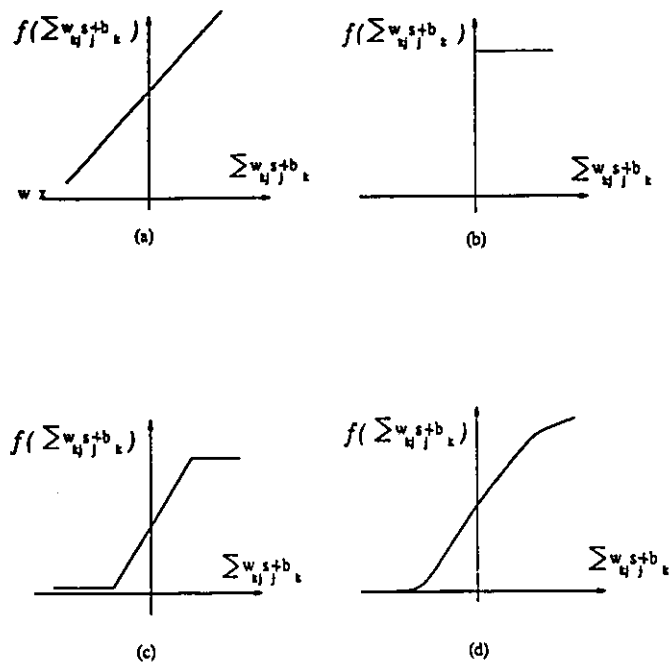 f(∑w_kj s_j+b_k)
f(∑w_kj s_j+b_k)
∑w_kj s_j+b_k
w x
∑w_kj s_j+b_k
(a)
(b)
f(∑w_kj s_j+b_k)
f(∑w_kj s_j+b_k)
∑w_kj s_j+b_k
∑w_kj s_j+b_k
(c)
(d)